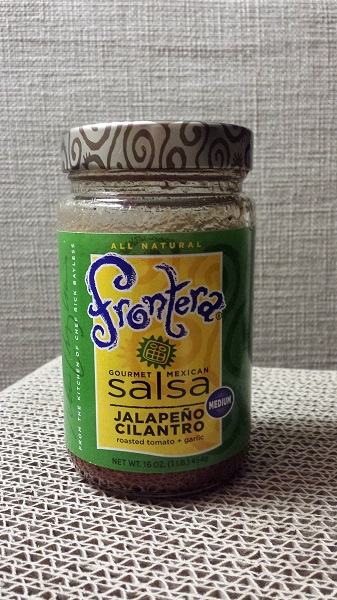 ALL NATURAL
frontera®
GOURMET MEXICAN
salsa
JALAPEÑO
CILANTRO
MEDIUM
roasted tomato + garlic
NET WT. 16 OZ. (1 LB.) 454g
FROM THE KITCHEN OF CHEF RICK BAYLESS